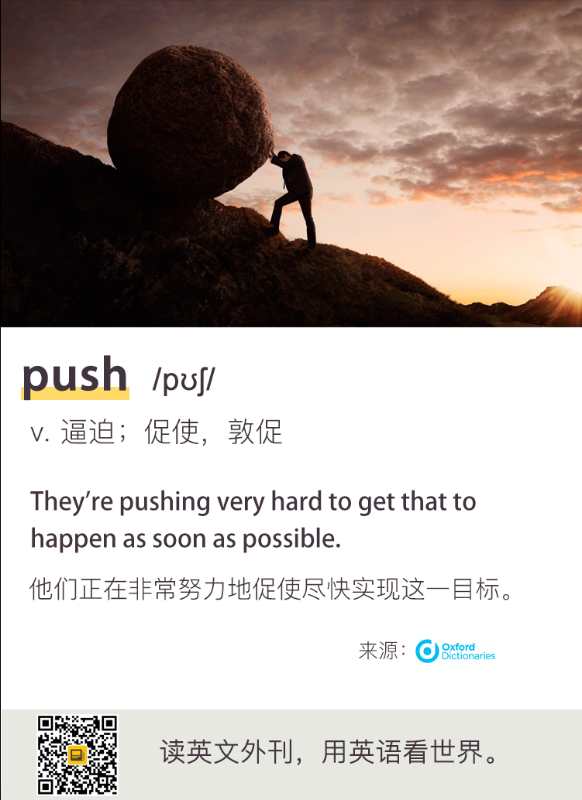 push /pʊʃ/
v. 逼迫；促使，敦促
They’re pushing very hard to get that to
happen as soon as possible.
他们正在非常努力地促使尽快实现这一目标。
来源：Oxford
Dictionaries
读英文外刊，用英语看世界。